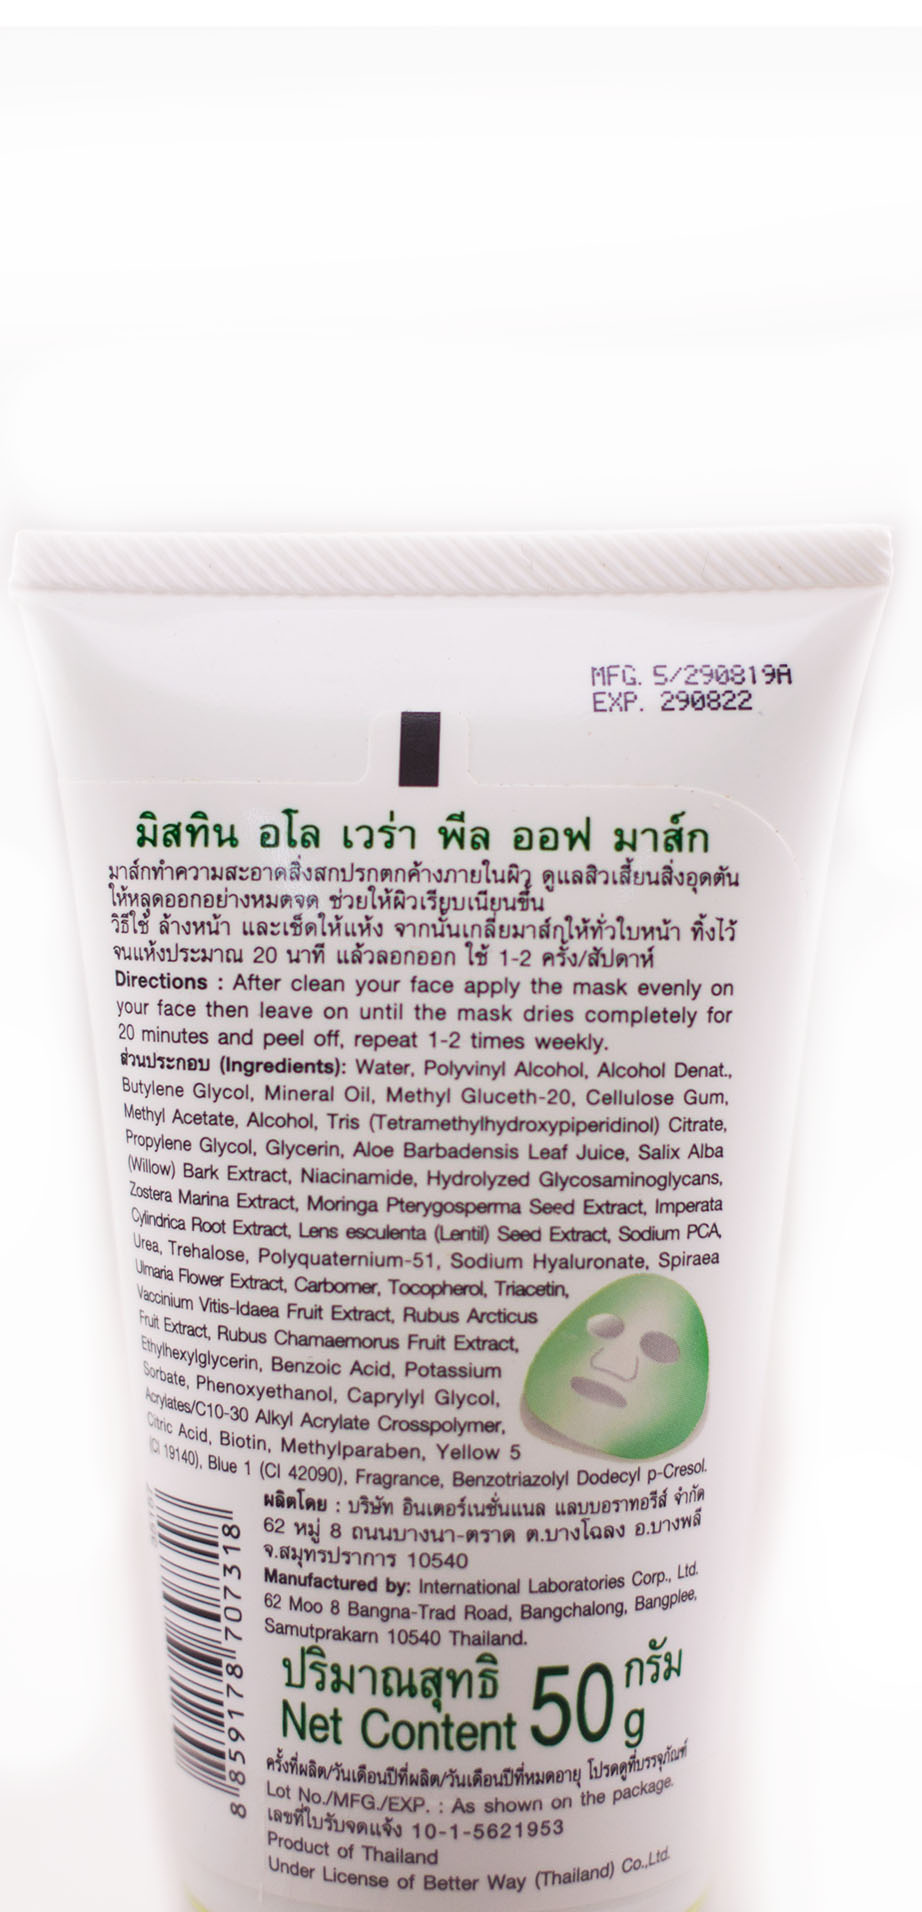 MFG. 5/290819A
EXP. 290822
มิสทิน อโล เวร่า พีล ออฟ มาส์ก
มาส์กทำความสะอาดสิ่งสกปรกตกค้างภายในผิว ดูแลสิวเสี้ยนสิ่งอุดตัน
ให้หลุดออกอย่างหมดจด ช่วยให้ผิวเรียบเนียนขึ้น
วิธีใช้ ล้างหน้า และเช็ดให้แห้ง จากนั้นเกลี่ยมาส์กให้ทั่วใบหน้า ทิ้งไว้
จนแห้งประมาณ 20 นาที แล้วลอกออก ใช้ 1-2 ครั้ง/สัปดาห์
Directions : After clean your face apply the mask evenly on
your face then leave on until the mask dries completely for
20 minutes and peel off, repeat 1-2 times weekly.
ส่วนประกอบ (Ingredients): Water, Polyvinyl Alcohol, Alcohol Denat.,
Butylene Glycol, Mineral Oil, Methyl Gluceth-20, Cellulose Gum,
Methyl Acetate, Alcohol, Tris (Tetramethylhydroxypiperidinol) Citrate,
Propylene Glycol, Glycerin, Aloe Barbadensis Leaf Juice, Salix Alba
(Willow) Bark Extract, Niacinamide, Hydrolyzed Glycosaminoglycans,
Zostera Marina Extract, Moringa Pterygosperma Seed Extract, Imperata
Cylindrica Root Extract, Lens esculenta (Lentil) Seed Extract, Sodium PCA,
Urea, Trehalose, Polyquaternium-51, Sodium Hyaluronate, Spiraea
Ulmaria Flower Extract, Carbomer, Tocopherol, Triacetin,
Vaccinium Vitis-Idaea Fruit Extract, Rubus Arcticus
Fruit Extract, Rubus Chamaemorus Fruit Extract,
Ethylhexylglycerin, Benzoic Acid, Potassium
Sorbate, Phenoxyethanol, Caprylyl Glycol,
Acrylates/C10-30 Alkyl Acrylate Crosspolymer,
Citric Acid, Biotin, Methylparaben, Yellow 5
(CI 19140), Blue 1 (CI 42090), Fragrance, Benzotriazolyl Dodecyl p-Cresol.
ผลิตโดย : บริษัท อินเตอร์เนชั่นแนล แลบบอราทอรีส์ จำกัด
62 หมู่ 8 ถนนบางนา-ตราด ต.บางโฉลง อ.บางพลี
จ.สมุทรปราการ 10540
Manufactured by: International Laboratories Corp., Ltd.
62 Moo 8 Bangna-Trad Road, Bangchalong, Bangplee,
Samutprakarn 10540 Thailand.
8 859178 707318
ปริมาณสุทธิ 50 กรัม
Net Content g
ครั้งที่ผลิต/วันเดือนปีที่ผลิต/วันเดือนปีที่หมดอายุ โปรดดูที่บรรจุภัณฑ์
Lot No./MFG./EXP. : As shown on the package.
เลขที่ใบรับจดแจ้ง 10-1-5621953
Product of Thailand
Under License of Better Way (Thailand) Co.,Ltd.